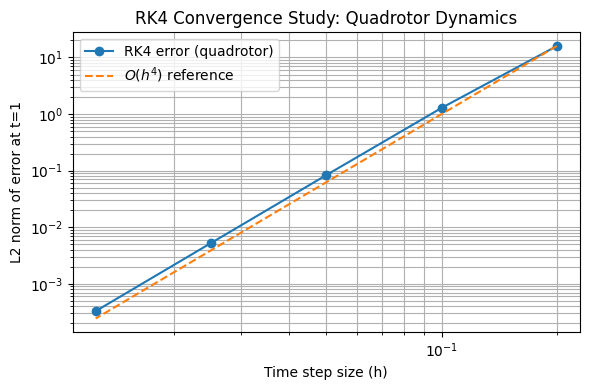 RK4 Convergence Study: Quadrotor Dynamics
RK4 error (quadrotor)
O(h⁴) reference
L2 norm of error at t=1
10¹
10⁰
10⁻¹
10⁻²
10⁻³
10⁻¹
Time step size (h)